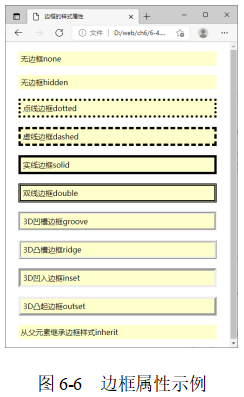 边框的样式属性
文件 D:/web/ch6/6-4...
无边框none
无边框hidden
点线边框dotted
虚线边框dashed
实线边框solid
双线边框double
3D凹槽边框groove
3D凸槽边框ridge
3D凹入边框inset
3D凸起边框outset
从父元素继承边框样式inherit
图 6-6 边框属性示例